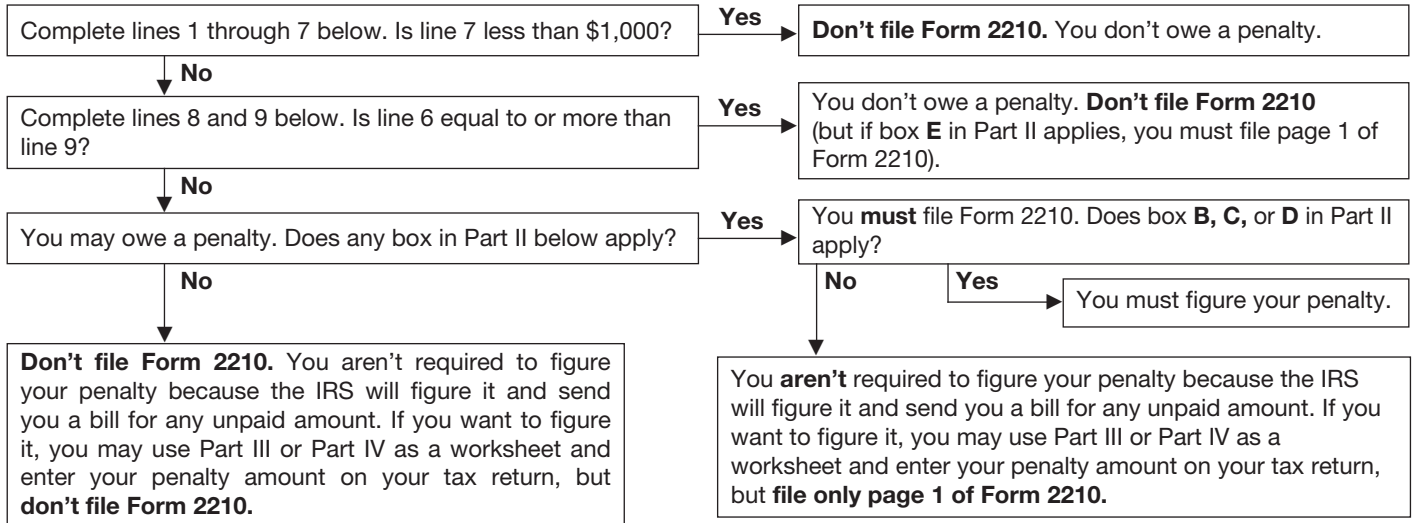 Complete lines 1 through 7 below. Is line 7 less than $1,000?
Yes
Don't file Form 2210. You don't owe a penalty.
No
Complete lines 8 and 9 below. Is line 6 equal to or more than
line 9?
Yes
You don't owe a penalty. Don't file Form 2210
(but if box E in Part II applies, you must file page 1 of
Form 2210).
No
You may owe a penalty. Does any box in Part II below apply?
Yes
You must file Form 2210. Does box B, C, or D in Part II
apply?
No
No
Yes
You must figure your penalty.
Don't file Form 2210. You aren't required to figure
your penalty because the IRS will figure it and send
you a bill for any unpaid amount. If you want to figure
it, you may use Part III or Part IV as a worksheet and
enter your penalty amount on your tax return, but
don't file Form 2210.
You aren't required to figure your penalty because the IRS
will figure it and send you a bill for any unpaid amount. If you
want to figure it, you may use Part III or Part IV as a
worksheet and enter your penalty amount on your tax return,
but file only page 1 of Form 2210.